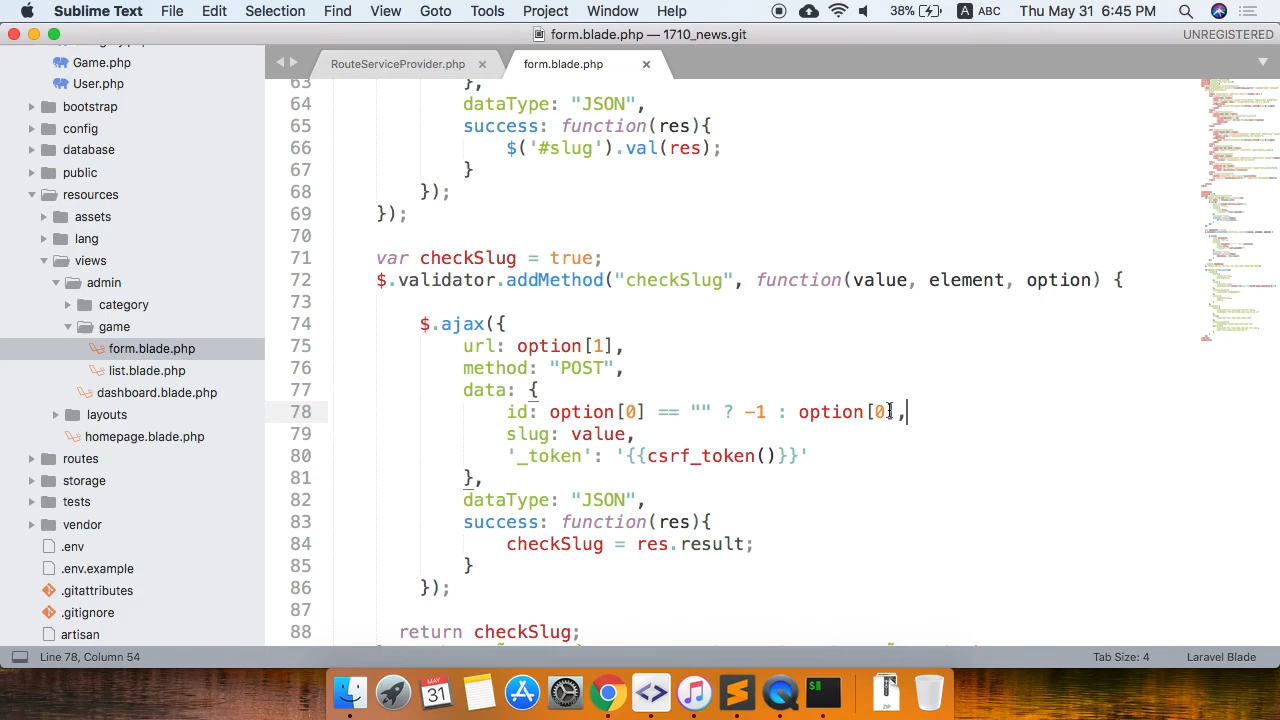 Sublime Text File Edit Selection Find View Goto Tools Project Window Help 38% A ABC Thu May 31 6:45 PM
form.blade.php — 1710_news.git UNREGISTERED
RouteServiceProvider.php
form.blade.php
Game.php
User.php
bootstrap
config
database
public
resources
assets
lang
views
admin
category
game
form.blade.php
list.blade.php
dashboard.blade.php
layouts
homepage.blade.php
routes
storage
tests
vendor
.env
.env.example
.gitattributes
.gitignore
artisan
63 },
64 dataType: "JSON",
65 success: function(res){
66 $('#slug').val(res);
67 }
68 });
69 });
70
71 var checkSlug = true;
72 $.validator.addMethod("checkSlug", function(value, element, option) {
73
74 $.ajax({
75 url: option[1],
76 method: "POST",
77 data: {
78 id: option[0] == "" ? -1 : option[0],
79 slug: value,
80 '_token': '{{csrf_token()}}'
81 },
82 dataType: "JSON",
83 success: function(res){
84 checkSlug = res.result;
85 }
86 });
87
88 return checkSlug;
Line 78, Column 54 Tab Size: 4 Laravel Blade
MAY
31
$
ZIP